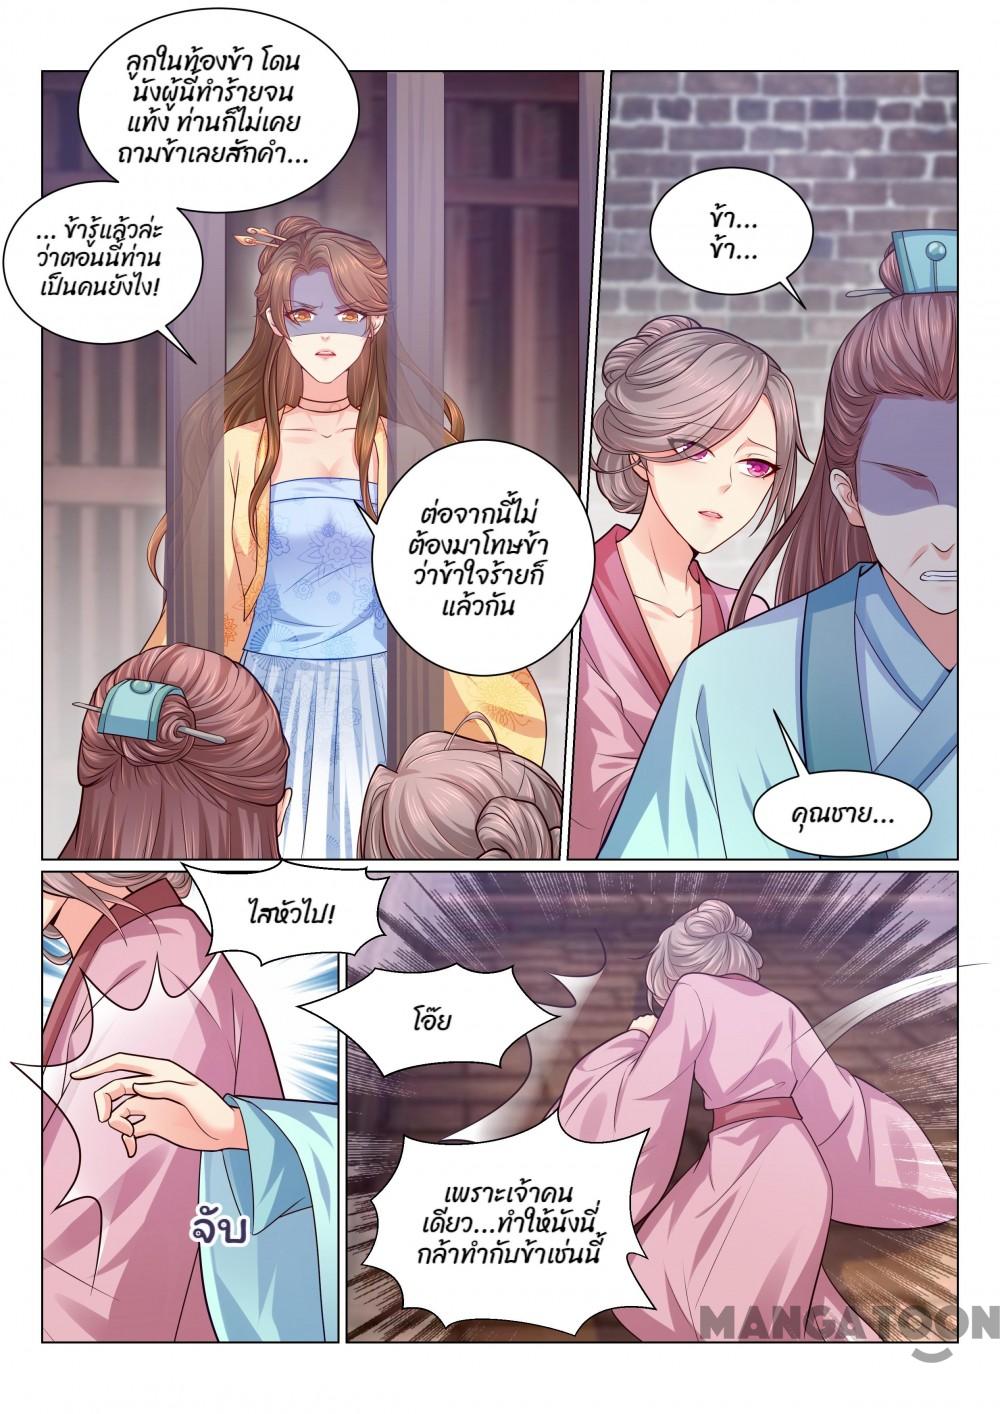 ลูกในท้องข้า โดน
นังผู้นี้ทำร้ายจน
แท้ง ท่านก็ไม่เคย
ถามข้าเลยสักคำ...
... ข้ารู้แล้วล่ะ
ว่าตอนนี้ท่าน
เป็นคนยังไง!
ต่อจากนี้ไม่
ต้องมาโทษข้า
ว่าข้าใจร้ายก็
แล้วกัน
ข้า...
ข้า...
คุณชาย...
ไสหัวไป!
จับ
โอ๊ย
เพราะเจ้าคน
เดียว...ทำให้นังนี่
กล้าทำกับข้าเช่นนี้
MANGATOON